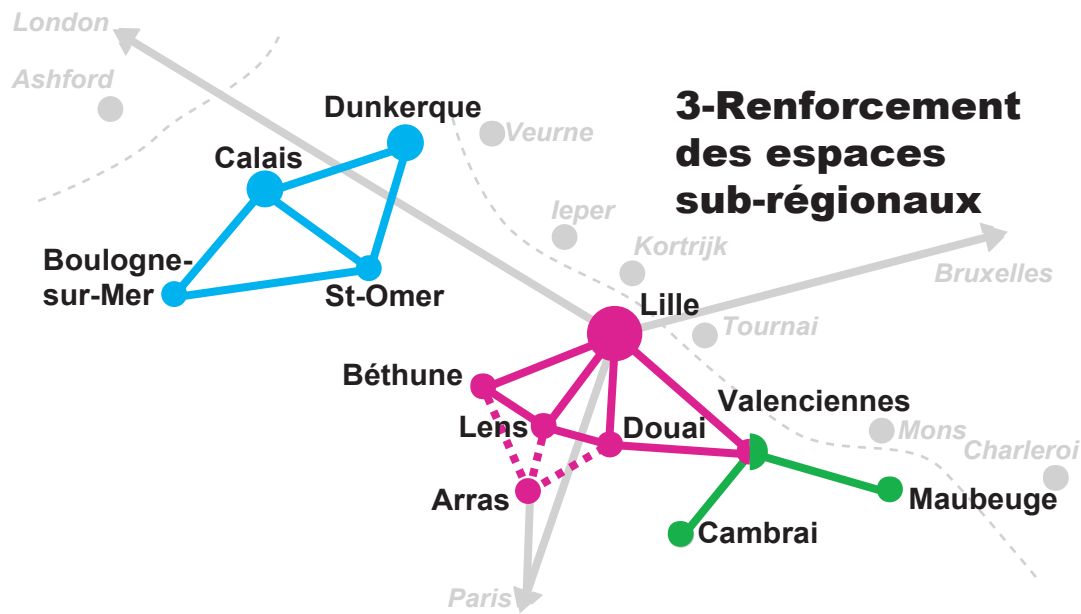 London
Ashford
Dunkerque
3-Renforcement
des espaces
sub-régionaux
Veurne
Calais
Ieper
Kortrijk
Boulogne-
sur-Mer
St-Omer
Bruxelles
Lille
Tournai
Béthune
Valenciennes
Lens
Douai
Mons
Charleroi
Arras
Maubeuge
Cambrai
Paris